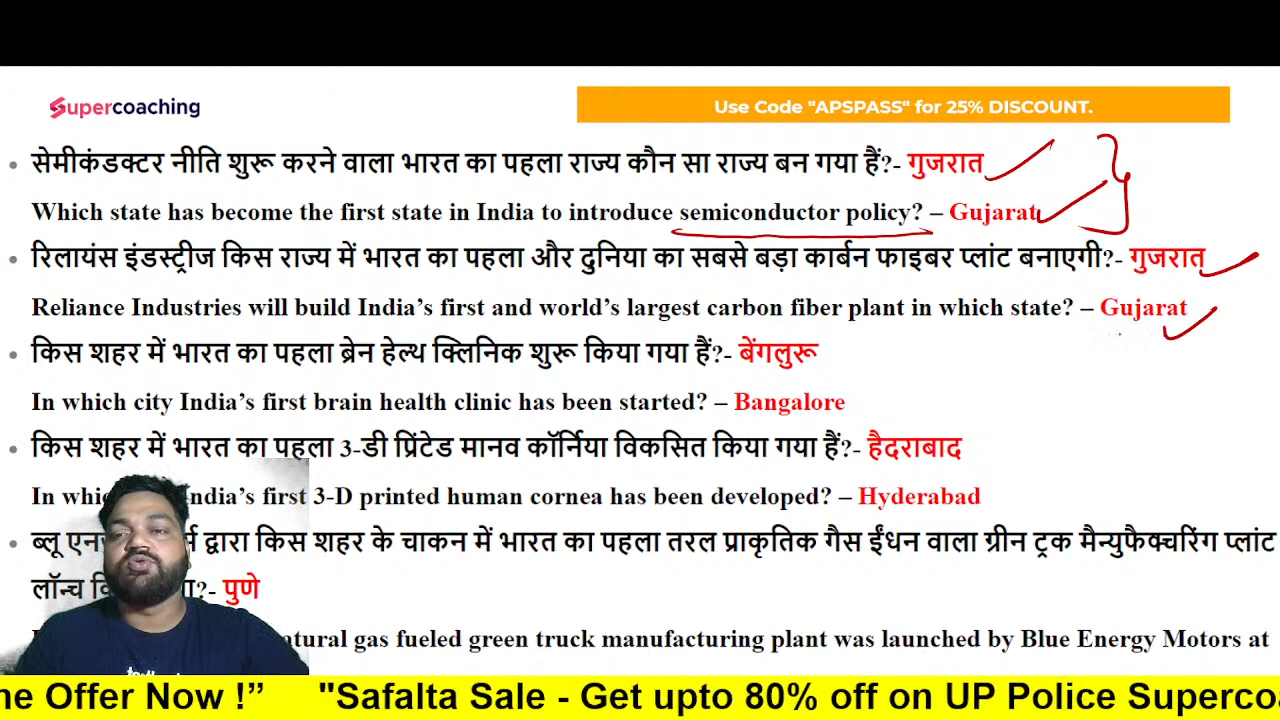 Supercoaching
Use Code "APSPASS" for 25% DISCOUNT.
• सेमीकंडक्टर नीति शुरू करने वाला भारत का पहला राज्य कौन सा राज्य बन गया हैं?- गुजरात
Which state has become the first state in India to introduce semiconductor policy? – Gujarat
• रिलायंस इंडस्ट्रीज किस राज्य में भारत का पहला और दुनिया का सबसे बड़ा कार्बन फाइबर प्लांट बनाएगी?- गुजरात
Reliance Industries will build India’s first and world’s largest carbon fiber plant in which state? – Gujarat
• किस शहर में भारत का पहला ब्रेन हेल्थ क्लिनिक शुरू किया गया हैं?- बेंगलुरू
In which city India’s first brain health clinic has been started? – Bangalore
• किस शहर में भारत का पहला 3-डी प्रिंटेड मानव कॉर्निया विकसित किया गया हैं?- हैदराबाद
In India’s first 3-D printed human cornea has been developed? – Hyderabad
• ब्लू द्वारा किस शहर के चाकन में भारत का पहला तरल प्राकृतिक गैस ईंधन वाला ग्रीन ट्रक मैन्युफैक्चरिंग प्लांट
लॉन्च पुणे
gas fueled green truck manufacturing plant was launched by Blue Energy Motors at
Offer Now !” "Safalta Sale - Get upto 80% off on UP Police